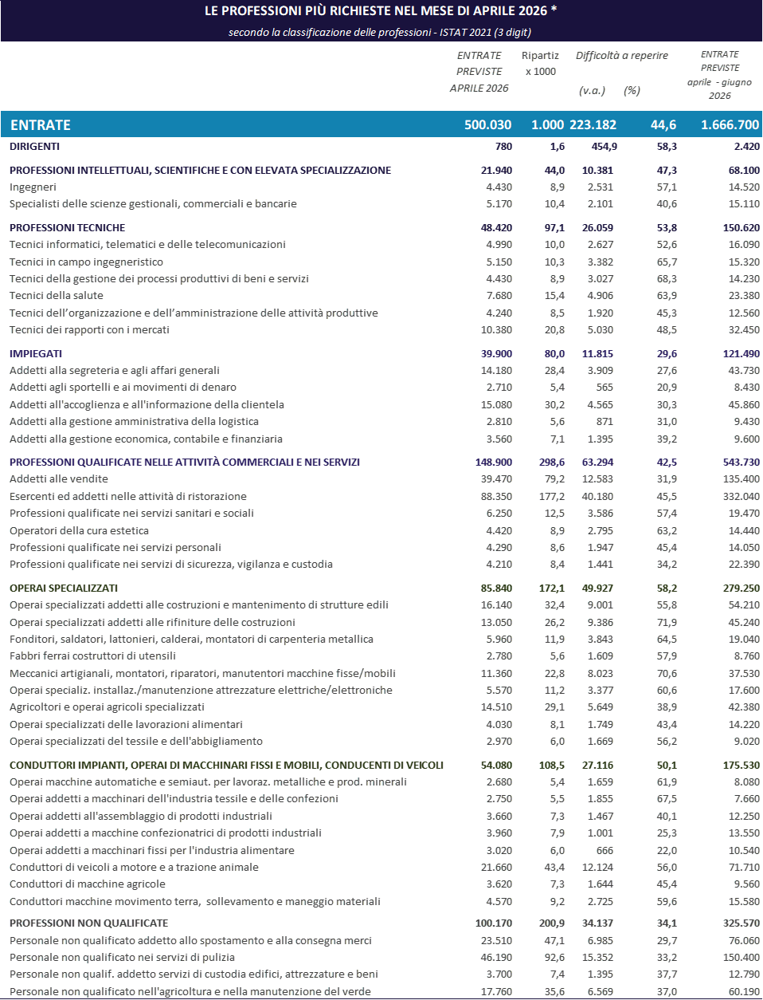 LE PROFESSIONI PIÙ RICHIESTE NEL MESE DI APRILE 2026 *
secondo la classificazione delle professioni - ISTAT 2021 (3 digit)
ENTRATE PREVISTE APRILE 2026 Ripartiz x 1000 Difficoltà a reperire (v.a.) (%) ENTRATE PREVISTE aprile - giugno 2026
ENTRATE 500.030 1.000 223.182 44,6 1.666.700
DIRIGENTI 780 1,6 454,9 58,3 2.420
PROFESSIONI INTELLETTUALI, SCIENTIFICHE E CON ELEVATA SPECIALIZZAZIONE 21.940 44,0 10.381 47,3 68.100
Ingegneri 4.430 8,9 2.531 57,1 14.520
Specialisti delle scienze gestionali, commerciali e bancarie 5.170 10,4 2.101 40,6 15.110
PROFESSIONI TECNICHE 48.420 97,1 26.059 53,8 150.620
Tecnici informatici, telematici e delle telecomunicazioni 4.990 10,0 2.627 52,6 16.090
Tecnici in campo ingegneristico 5.150 10,3 3.382 65,7 15.320
Tecnici della gestione dei processi produttivi di beni e servizi 4.430 8,9 3.027 68,3 14.230
Tecnici della salute 7.680 15,4 4.906 63,9 23.380
Tecnici dell’organizzazione e dell’amministrazione delle attività produttive 4.240 8,5 1.920 45,3 12.560
Tecnici dei rapporti con i mercati 10.380 20,8 5.030 48,5 32.450
IMPIEGATI 39.900 80,0 11.815 29,6 121.490
Addetti alla segreteria e agli affari generali 14.180 28,4 3.909 27,6 43.730
Addetti agli sportelli e ai movimenti di denaro 2.710 5,4 565 20,9 8.430
Addetti all'accoglienza e all'informazione della clientela 15.080 30,2 4.565 30,3 45.860
Addetti alla gestione amministrativa della logistica 2.810 5,6 871 31,0 9.430
Addetti alla gestione economica, contabile e finanziaria 3.560 7,1 1.395 39,2 9.600
PROFESSIONI QUALIFICATE NELLE ATTIVITÀ COMMERCIALI E NEI SERVIZI 148.900 298,6 63.294 42,5 543.730
Addetti alle vendite 39.470 79,2 12.583 31,9 135.400
Esercenti ed addetti nelle attività di ristorazione 88.350 177,2 40.180 45,5 332.040
Professioni qualificate nei servizi sanitari e sociali 6.250 12,5 3.586 57,4 19.470
Operatori della cura estetica 4.420 8,9 2.795 63,2 14.440
Professioni qualificate nei servizi personali 4.290 8,6 1.947 45,4 14.050
Professioni qualificate nei servizi di sicurezza, vigilanza e custodia 4.210 8,4 1.441 34,2 22.390
OPERAI SPECIALIZZATI 85.840 172,1 49.927 58,2 279.250
Operai specializzati addetti alle costruzioni e mantenimento di strutture edili 16.140 32,4 9.001 55,8 54.210
Operai specializzati addetti alle rifiniture delle costruzioni 13.050 26,2 9.386 71,9 45.240
Fonditori, saldatori, lattonieri, calderai, montatori di carpenteria metallica 5.960 11,9 3.843 64,5 19.040
Fabbri ferrai costruttori di utensili 2.780 5,6 1.609 57,9 8.760
Meccanici artigianali, montatori, riparatori, manutentori macchine fisse/mobili 11.360 22,8 8.023 70,6 37.530
Operai specializ. installaz./manutenzione attrezzature elettriche/elettroniche 5.570 11,2 3.377 60,6 17.600
Agricoltori e operai agricoli specializzati 14.510 29,1 5.649 38,9 42.380
Operai specializzati delle lavorazioni alimentari 4.030 8,1 1.749 43,4 14.220
Operai specializzati del tessile e dell'abbigliamento 2.970 6,0 1.669 56,2 9.020
CONDUTTORI IMPIANTI, OPERAI DI MACCHINARI FISSI E MOBILI, CONDUCENTI DI VEICOLI 54.080 108,5 27.116 50,1 175.530
Operai macchine automatiche e semiaut. per lavoraz. metalliche e prod. minerali 2.680 5,4 1.659 61,9 8.080
Operai addetti a macchinari dell'industria tessile e delle confezioni 2.750 5,5 1.855 67,5 7.660
Operai addetti all'assemblaggio di prodotti industriali 3.660 7,3 1.467 40,1 12.250
Operai addetti a macchine confezionatrici di prodotti industriali 3.960 7,9 1.001 25,3 13.550
Operai addetti a macchinari fissi per l'industria alimentare 3.020 6,0 666 22,0 10.540
Conduttori di veicoli a motore e a trazione animale 21.660 43,4 12.124 56,0 71.710
Conduttori di macchine agricole 3.620 7,3 1.644 45,4 9.560
Conduttori macchine movimento terra, sollevamento e maneggio materiali 4.570 9,2 2.725 59,6 15.580
PROFESSIONI NON QUALIFICATE 100.170 200,9 34.137 34,1 325.570
Personale non qualificato addetto allo spostamento e alla consegna merci 23.510 47,1 6.985 29,7 76.060
Personale non qualificato nei servizi di pulizia 46.190 92,6 15.352 33,2 150.400
Personale non qualif. addetto servizi di custodia edifici, attrezzature e beni 3.700 7,4 1.395 37,7 12.790
Personale non qualificato nell'agricoltura e nella manutenzione del verde 17.760 35,6 6.569 37,0 60.190